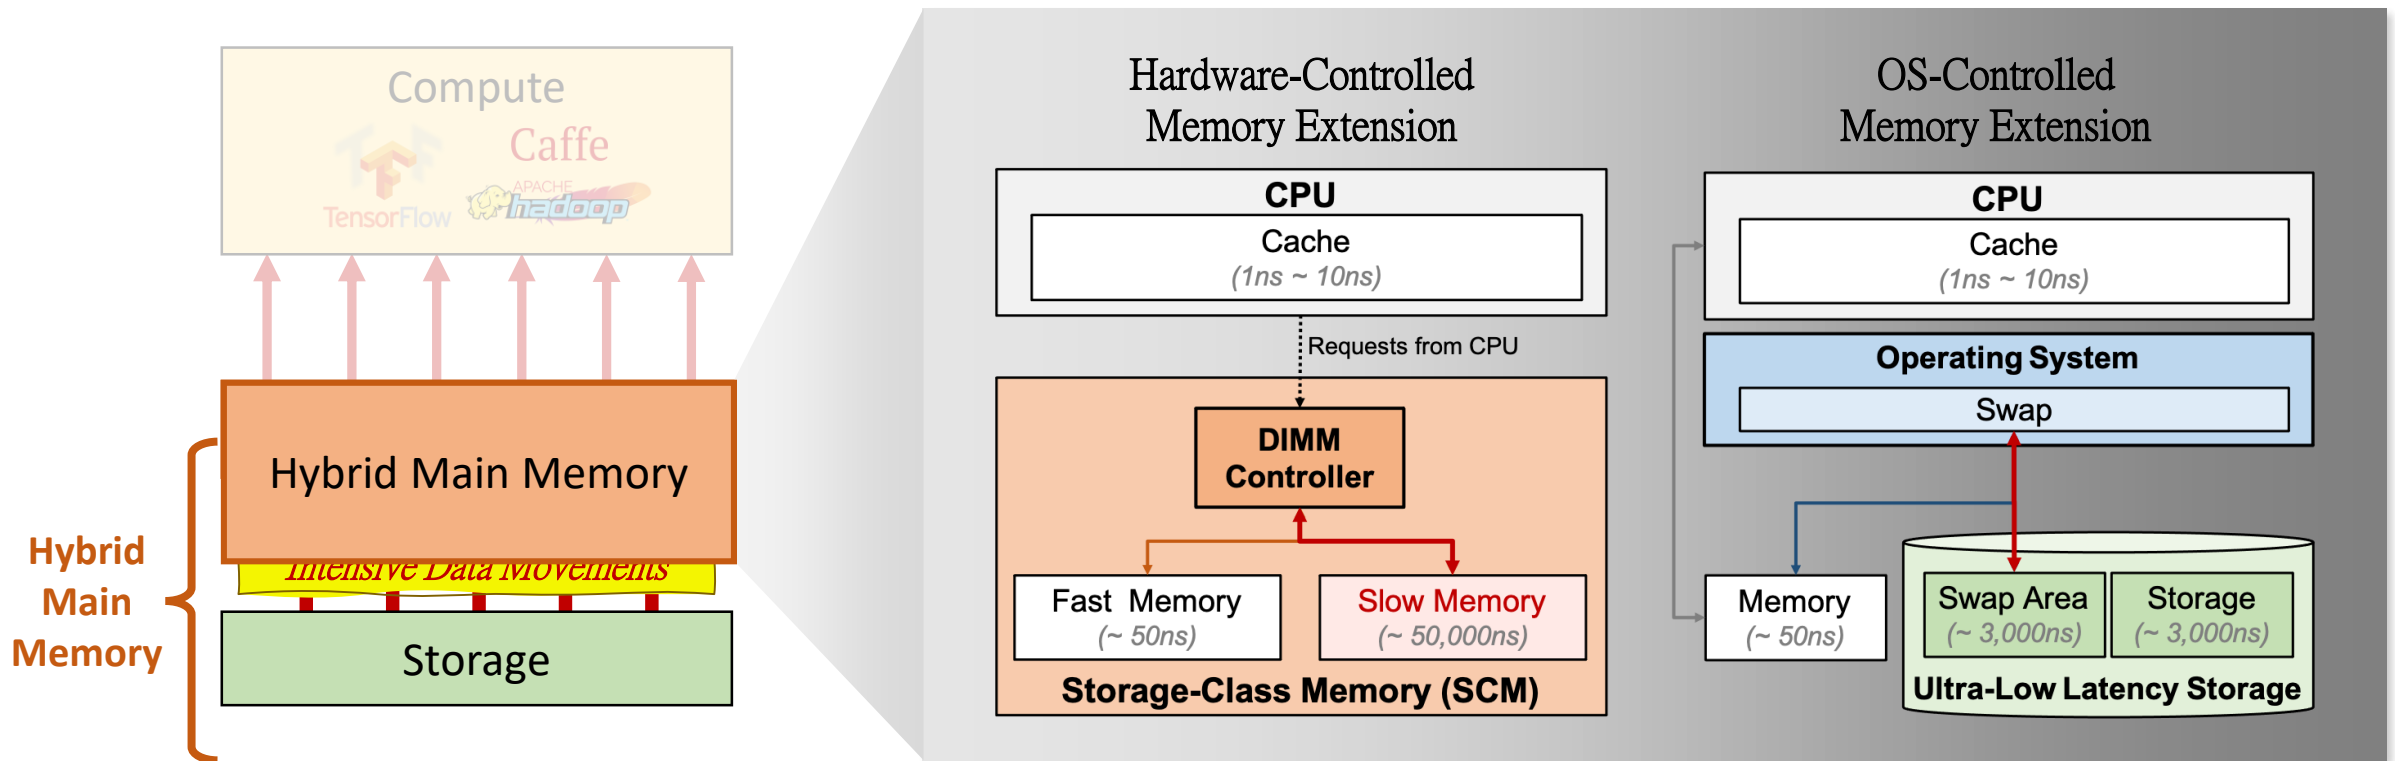 Compute
Caffe
TensorFlow
APACHE
hadoop
Hybrid Main Memory
Intensive Data Movements
Storage
Hybrid
Main
Memory
Hardware-Controlled
Memory Extension
CPU
Cache
(1ns ~ 10ns)
Requests from CPU
DIMM
Controller
Fast Memory
(~ 50ns)
Slow Memory
(~ 50,000ns)
Storage-Class Memory (SCM)
OS-Controlled
Memory Extension
CPU
Cache
(1ns ~ 10ns)
Operating System
Swap
Memory
(~ 50ns)
Swap Area
(~ 3,000ns)
Storage
(~ 3,000ns)
Ultra-Low Latency Storage